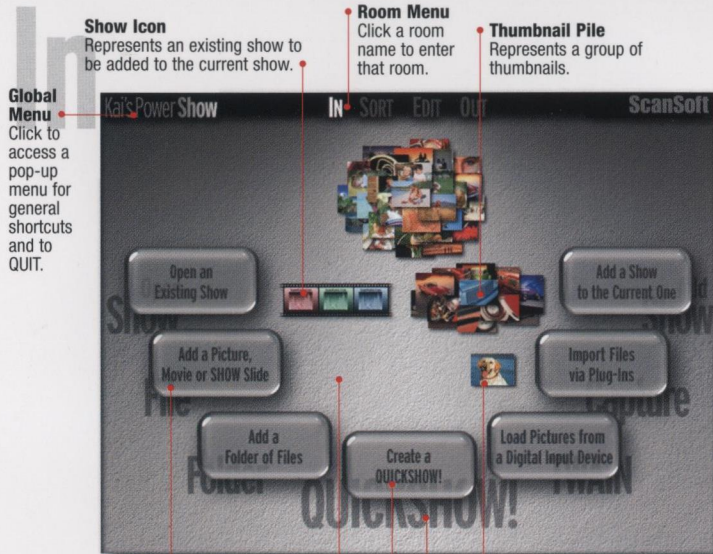 In
Show Icon
Represents an existing show to
be added to the current show.
Room Menu
Click a room
name to enter
that room.
Thumbnail Pile
Represents a group of
thumbnails.
Global
Menu
Click to
access a
pop-up
menu for
general
shortcuts
and to
QUIT.
Kai's Power Show
IN SORT EDIT OUT
ScanSoft
Open an
Existing Show
Show
Add a Show
to the Current One
Show
Add a Picture,
Movie or SHOW Slide
File
Import Files
via Plug-Ins
Capture
Add a
Folder of Files
Folder
Create a
QUICKSHOW!
QUICKSHOW!
Load Pictures from
a Digital Input Device
TWAIN